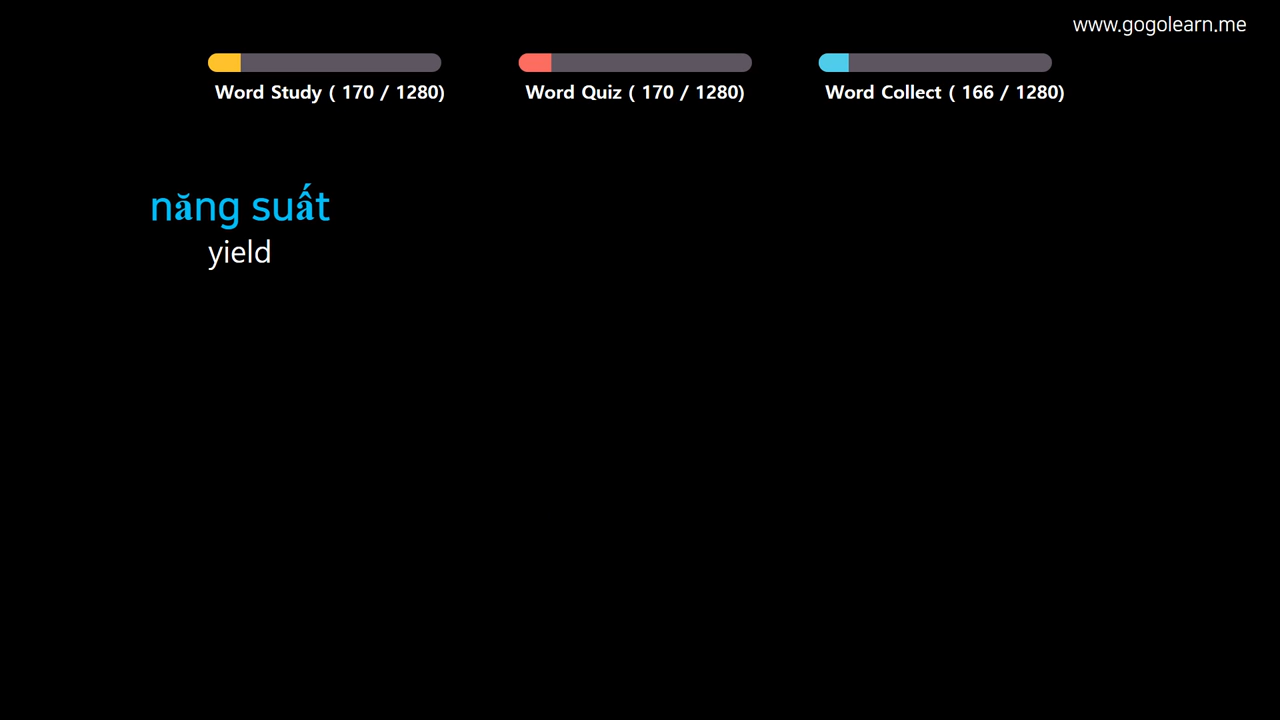 www.gogolearn.me
Word Study ( 170 / 1280)
Word Quiz ( 170 / 1280)
Word Collect ( 166 / 1280)
năng suất
yield